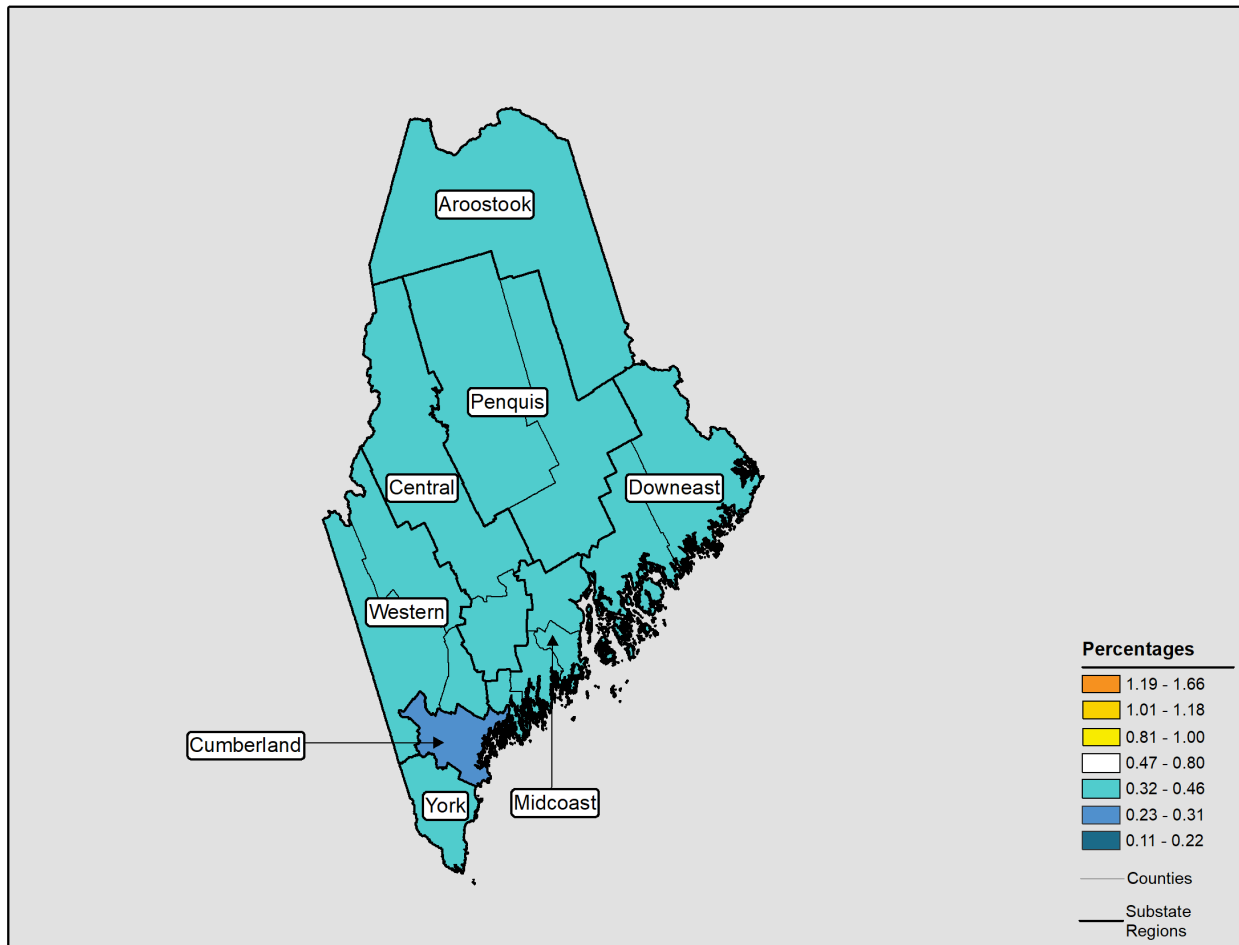 Aroostook
Penquis
Central
Downeast
Western
Cumberland
York
Midcoast
Percentages
1.19 - 1.66
1.01 - 1.18
0.81 - 1.00
0.47 - 0.80
0.32 - 0.46
0.23 - 0.31
0.11 - 0.22
Counties
Substate
Regions